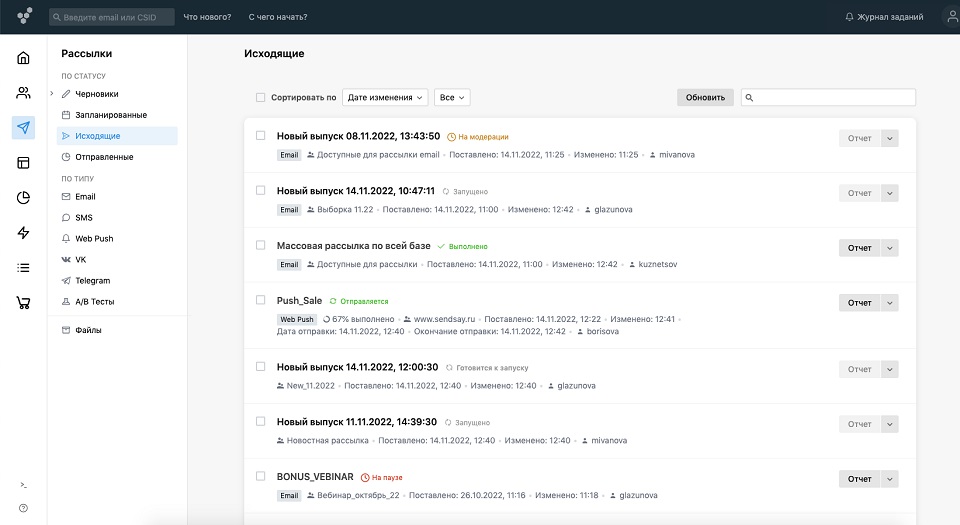 Введите email или CSID
Что нового?
С чего начать?
Журнал заданий
Рассылки
ПО СТАТУСУ
Черновики
Запланированные
Исходящие
Отправленные
ПО ТИПУ
Email
SMS
Web Push
VK
Telegram
A/B Тесты
Файлы
Исходящие
Сортировать по
Дате изменения
Все
Обновить
Новый выпуск 08.11.2022, 13:43:50 На модерации
Email Доступные для рассылки email • Поставлено: 14.11.2022, 11:25 • Изменено: 11:25 • mivanova
Отчет
Новый выпуск 14.11.2022, 10:47:11 Запущено
Email Выборка 11.22 • Поставлено: 14.11.2022, 11:00 • Изменено: 12:42 • glazunova
Отчет
Массовая рассылка по всей базе Выполнено
Email Доступные для рассылки • Поставлено: 14.11.2022, 11:00 • Изменено: 12:42 • kuznetsov
Отчет
Push_Sale Отправляется
Web Push 67% выполнено • www.sendsay.ru • Поставлено: 14.11.2022, 12:22 • Изменено: 12:41 •
Дата отправки: 14.11.2022, 12:40 • Окончание отправки: 14.11.2022, 12:42 • borisova
Отчет
Новый выпуск 14.11.2022, 12:00:30 Готовится к запуску
New_11.2022 • Поставлено: 14.11.2022, 12:40 • Изменено: 12:40 • glazunova
Отчет
Новый выпуск 11.11.2022, 14:39:30 Запущено
Новостная рассылка • Поставлено: 14.11.2022, 12:40 • Изменено: 12:40 • mivanova
Отчет
BONUS_VEBINAR На паузе
Email Вебинар_октябрь_22 • Поставлено: 26.10.2022, 11:16 • Изменено: 11:18 • glazunova
Отчет